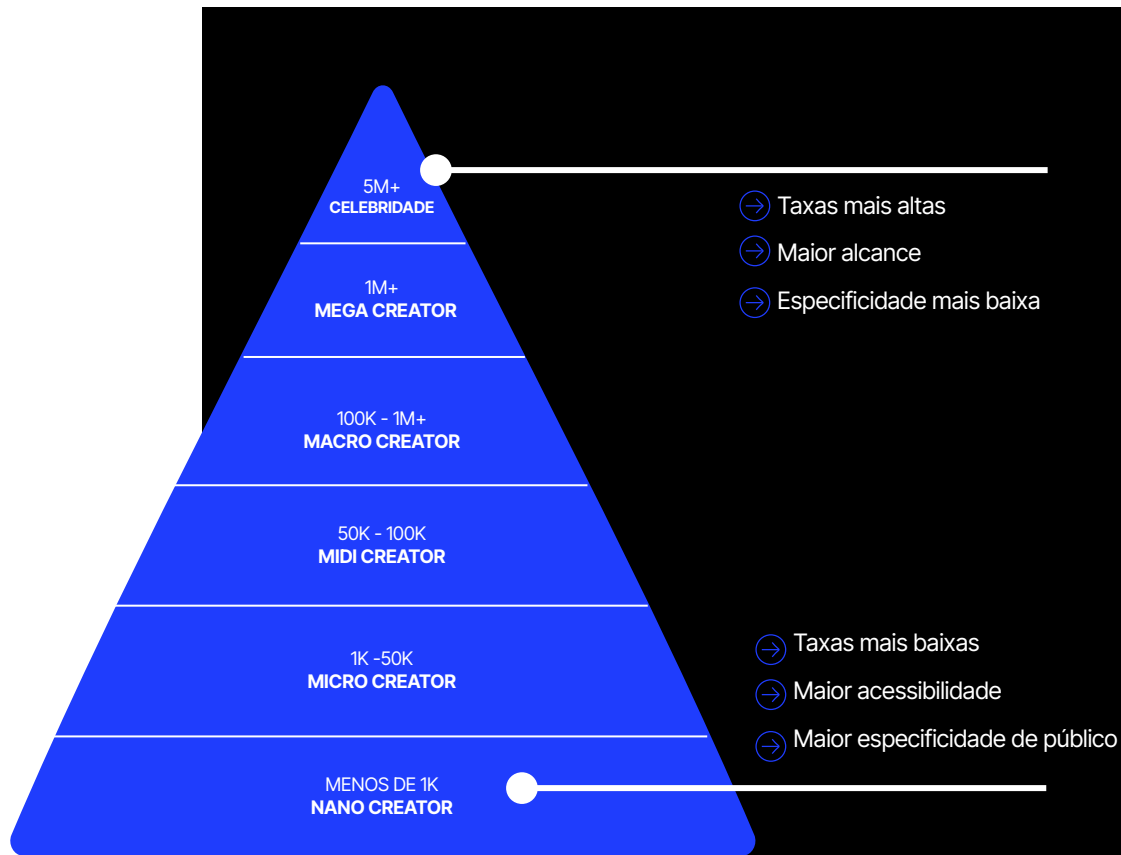 5M+
CELEBRIDADE
Taxas mais altas
Maior alcance
Especificidade mais baixa
1M+
MEGA CREATOR
100K - 1M+
MACRO CREATOR
50K - 100K
MIDI CREATOR
1K -50K
MICRO CREATOR
Taxas mais baixas
Maior acessibilidade
Maior especificidade de público
MENOS DE 1K
NANO CREATOR